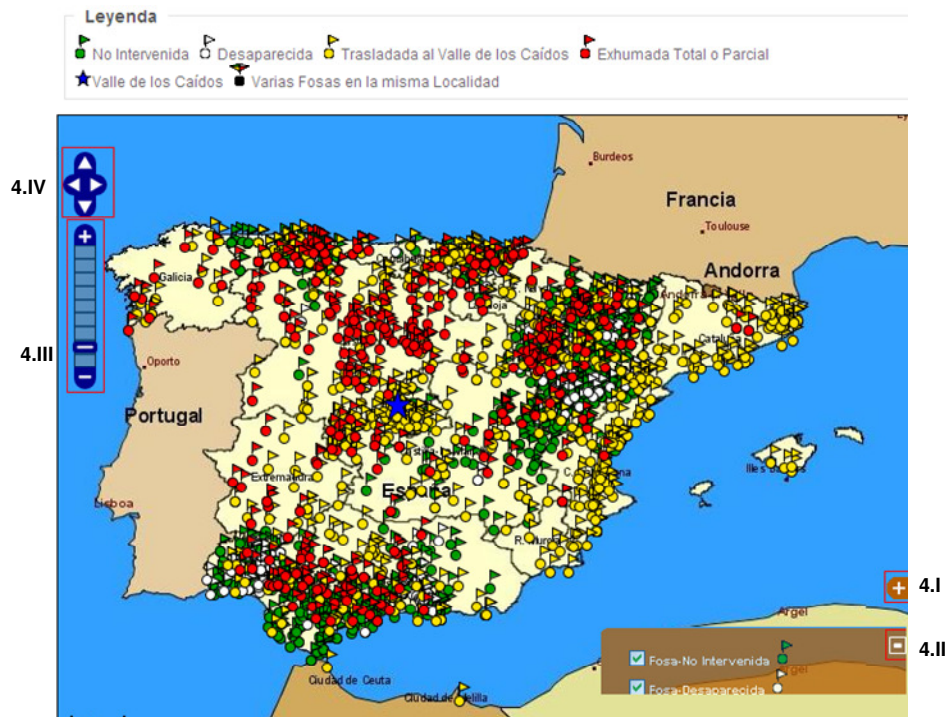 Leyenda
No Intervenida Desaparecida Trasladada al Valle de los Caídos Exhumada Total o Parcial
Valle de los Caídos Varias Fosas en la misma Localidad
Burdeos
4.IV
Francia
Toulouse
Andorra
Galicia
4.III
Oporto
Portugal
Extremadura
España
Lisboa
4.I
Argel
4.II
Fosa-No Intervenida
Ciudad de Ceuta
Fosa-Desaparecida
Ciudad de Melilla